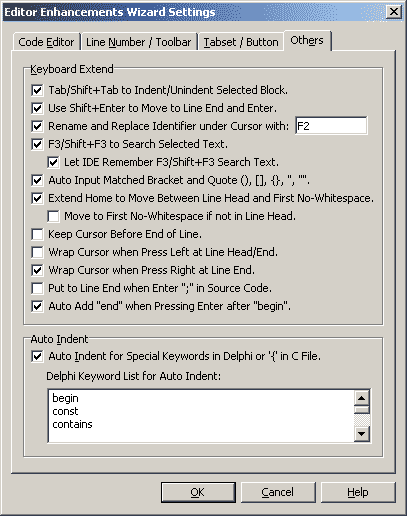 Editor Enhancements Wizard Settings
Code Editor
Line Number / Toolbar
Tabset / Button
Others
Keyboard Extend
Tab/Shift+Tab to Indent/Unindent Selected Block.
Use Shift+Enter to Move to Line End and Enter.
Rename and Replace Identifier under Cursor with: F2
F3/Shift+F3 to Search Selected Text.
Let IDE Remember F3/Shift+F3 Search Text.
Auto Input Matched Bracket and Quote (), [], {}, '', "".
Extend Home to Move Between Line Head and First No-Whitespace.
Move to First No-Whitespace if not in Line Head.
Keep Cursor Before End of Line.
Wrap Cursor when Press Left at Line Head/End.
Wrap Cursor when Press Right at Line End.
Put to Line End when Enter ";" in Source Code.
Auto Add "end" when Pressing Enter after "begin".
Auto Indent
Auto Indent for Special Keywords in Delphi or '{' in C File.
Delphi Keyword List for Auto Indent:
begin
const
contains
OK
Cancel
Help